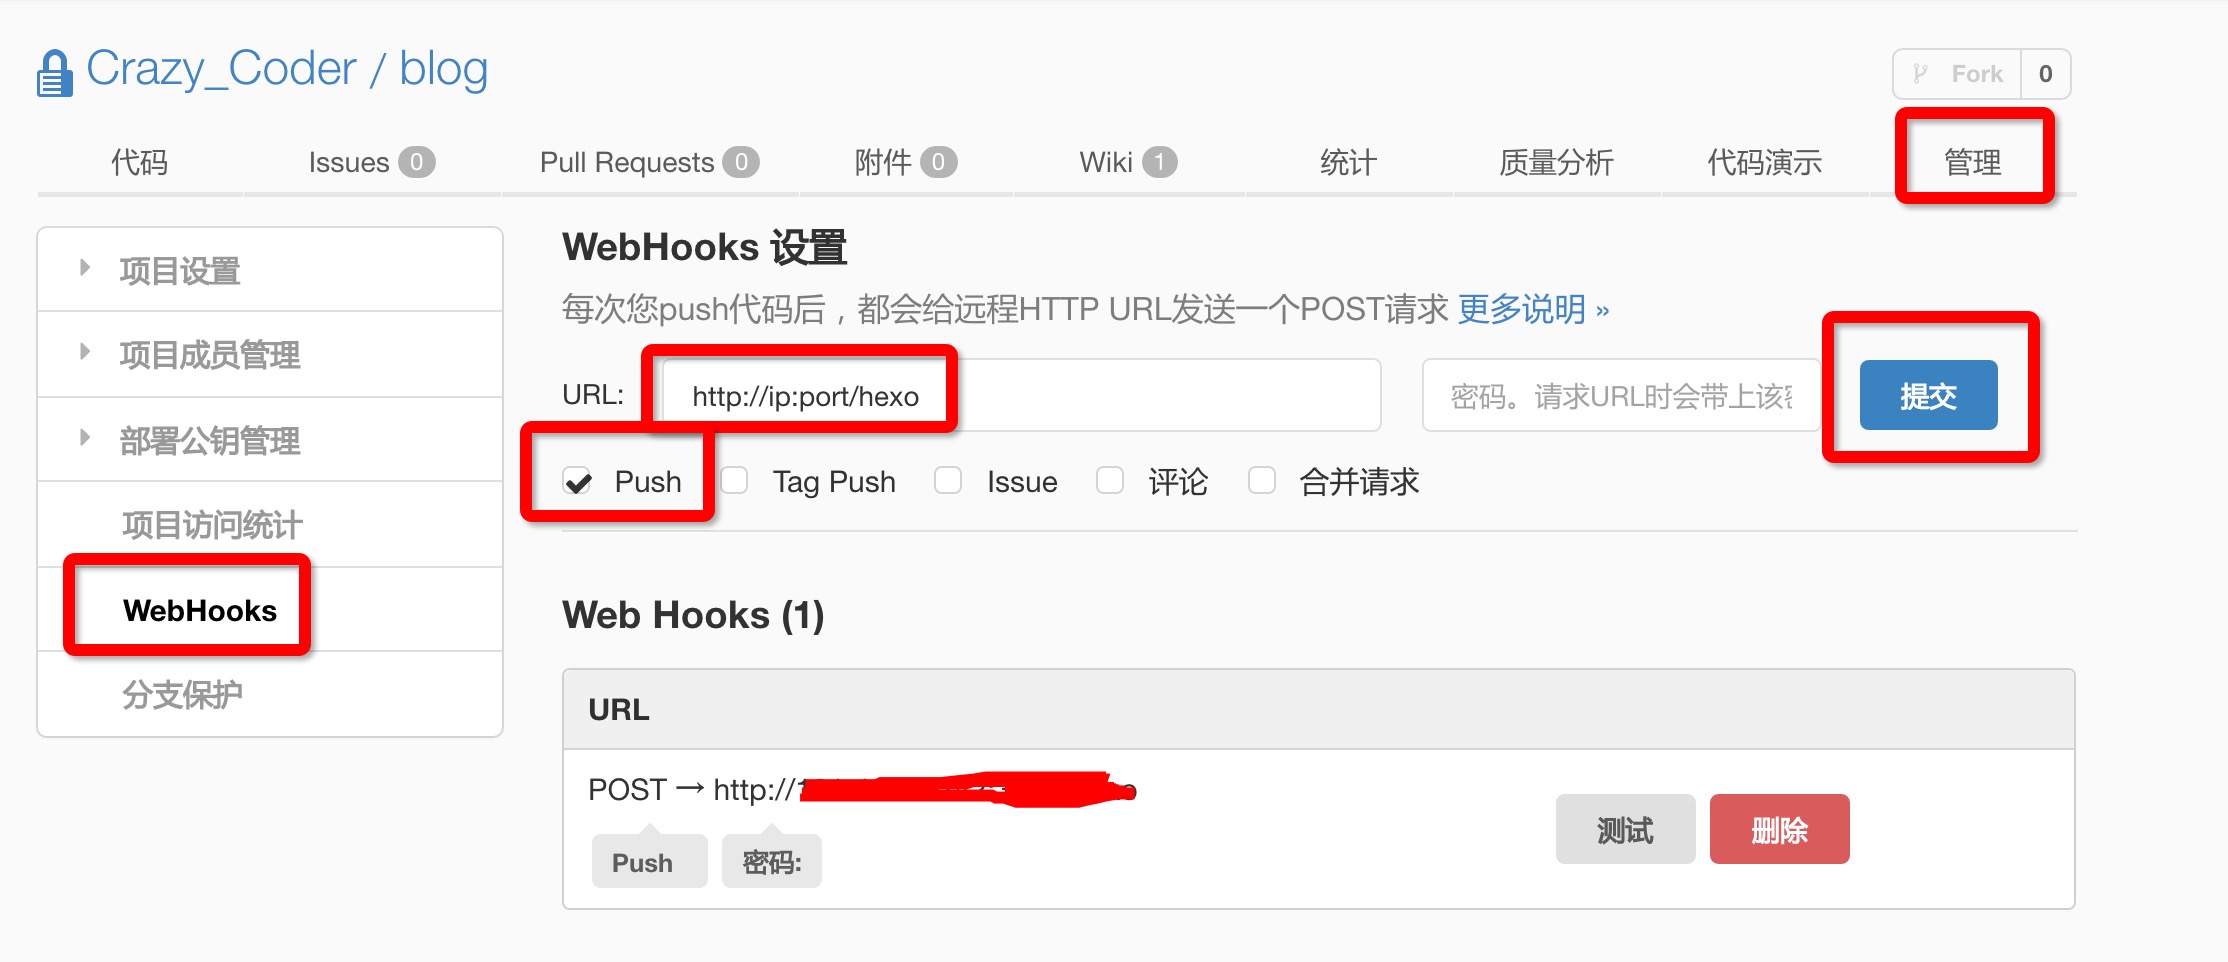 Crazy_Coder / blog
Fork 0
代码 Issues 0 Pull Requests 0 附件 0 Wiki 1 统计 质量分析 代码演示 管理
项目设置
项目成员管理
部署公钥管理
项目访问统计
WebHooks
分支保护
WebHooks 设置
每次您push代码后，都会给远程HTTP URL发送一个POST请求 更多说明 »
URL: http://ip:port/hexo 密码。请求URL时会带上该 提交
Push Tag Push Issue 评论 合并请求
Web Hooks (1)
URL
POST → http://
Push 密码:
测试 删除